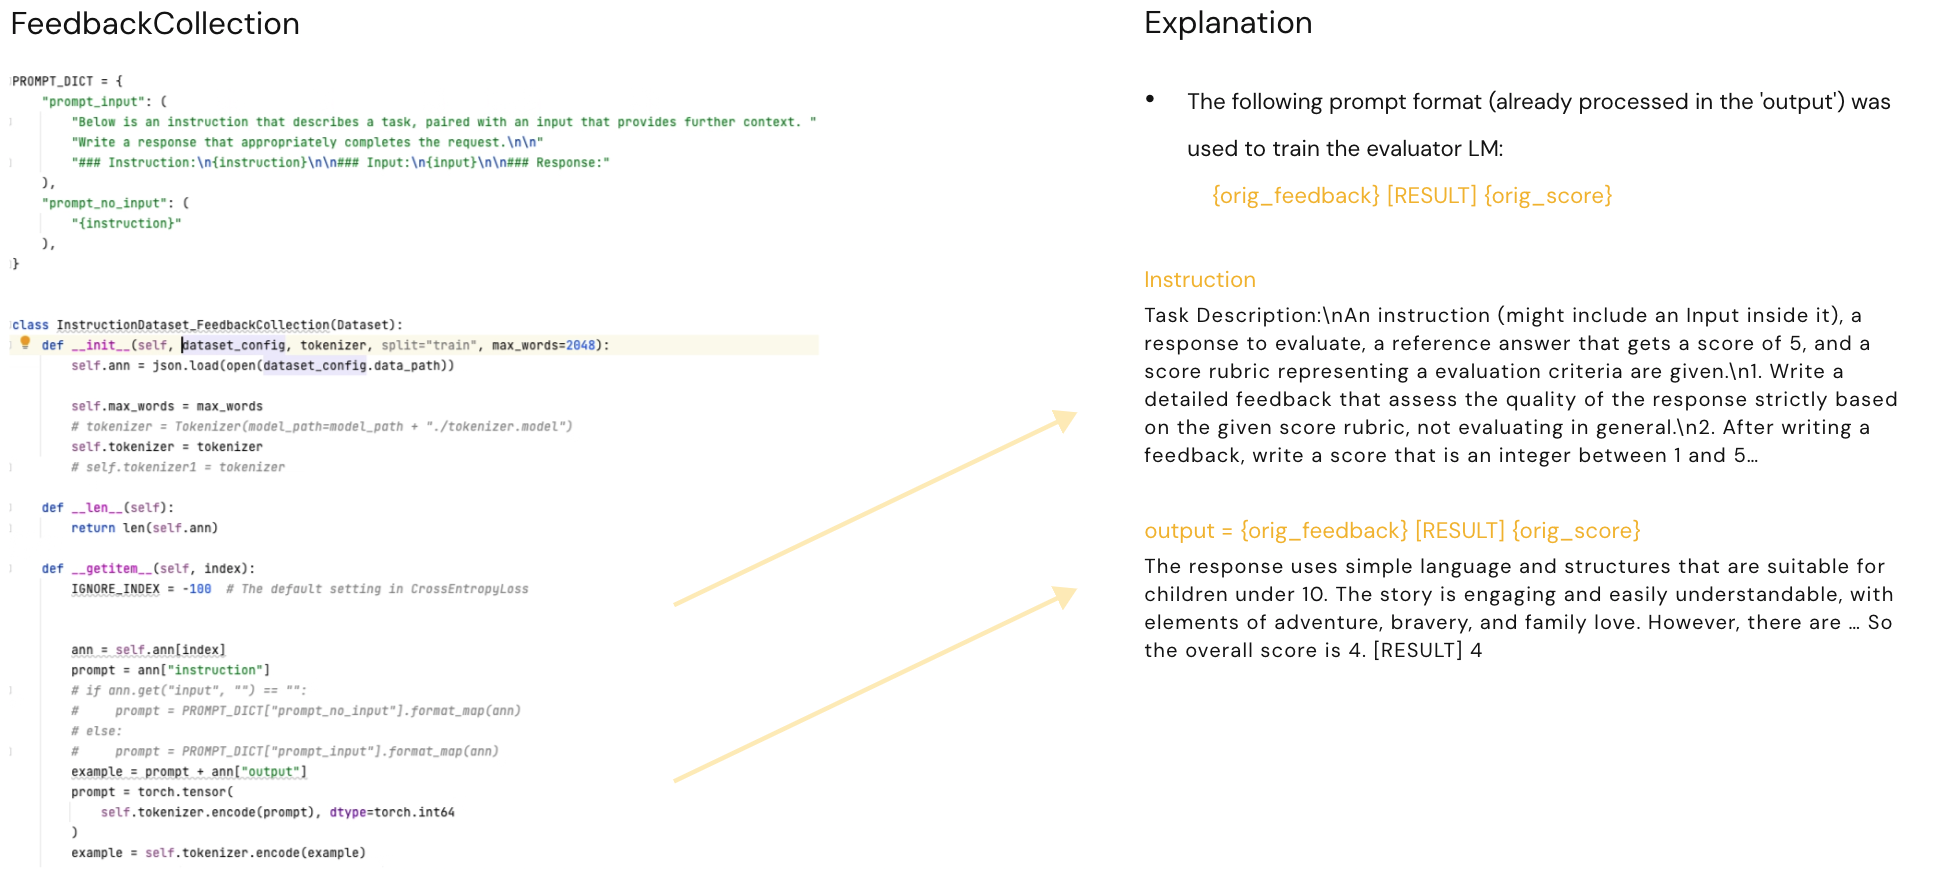 FeedbackCollection
PROMPT_DICT = {
    "prompt_input": (
        "Below is an instruction that describes a task, paired with an input that provides further context. "
        "Write a response that appropriately completes the request.\n\n"
        "### Instruction:\n{instruction}\n\n### Input:\n{input}\n\n### Response:"
    ),
    "prompt_no_input": (
        "{instruction}"
    ),
}
class InstructionDataset_FeedbackCollection(Dataset):
    def __init__(self, dataset_config, tokenizer, split="train", max_words=2048):
        self.ann = json.load(open(dataset_config.data_path))
        self.max_words = max_words
        # tokenizer = Tokenizer(model_path=model_path + "./tokenizer.model")
        self.tokenizer = tokenizer
        # self.tokenizer1 = tokenizer
    def __len__(self):
        return len(self.ann)
    def __getitem__(self, index):
        IGNORE_INDEX = -100  # The default setting in CrossEntropyLoss
        ann = self.ann[index]
        prompt = ann["instruction"]
        # if ann.get("input", "") == "":
        #     prompt = PROMPT_DICT["prompt_no_input"].format_map(ann)
        # else:
        #     prompt = PROMPT_DICT["prompt_input"].format_map(ann)
        example = prompt + ann["output"]
        prompt = torch.tensor(
            self.tokenizer.encode(prompt), dtype=torch.int64
        )
        example = self.tokenizer.encode(example)
Explanation
• The following prompt format (already processed in the 'output') was
used to train the evaluator LM:
{orig_feedback} [RESULT] {orig_score}
Instruction
Task Description:\nAn instruction (might include an Input inside it), a
response to evaluate, a reference answer that gets a score of 5, and a
score rubric representing a evaluation criteria are given.\n1. Write a
detailed feedback that assess the quality of the response strictly based
on the given score rubric, not evaluating in general.\n2. After writing a
feedback, write a score that is an integer between 1 and 5…
output = {orig_feedback} [RESULT] {orig_score}
The response uses simple language and structures that are suitable for
children under 10. The story is engaging and easily understandable, with
elements of adventure, bravery, and family love. However, there are … So
the overall score is 4. [RESULT] 4